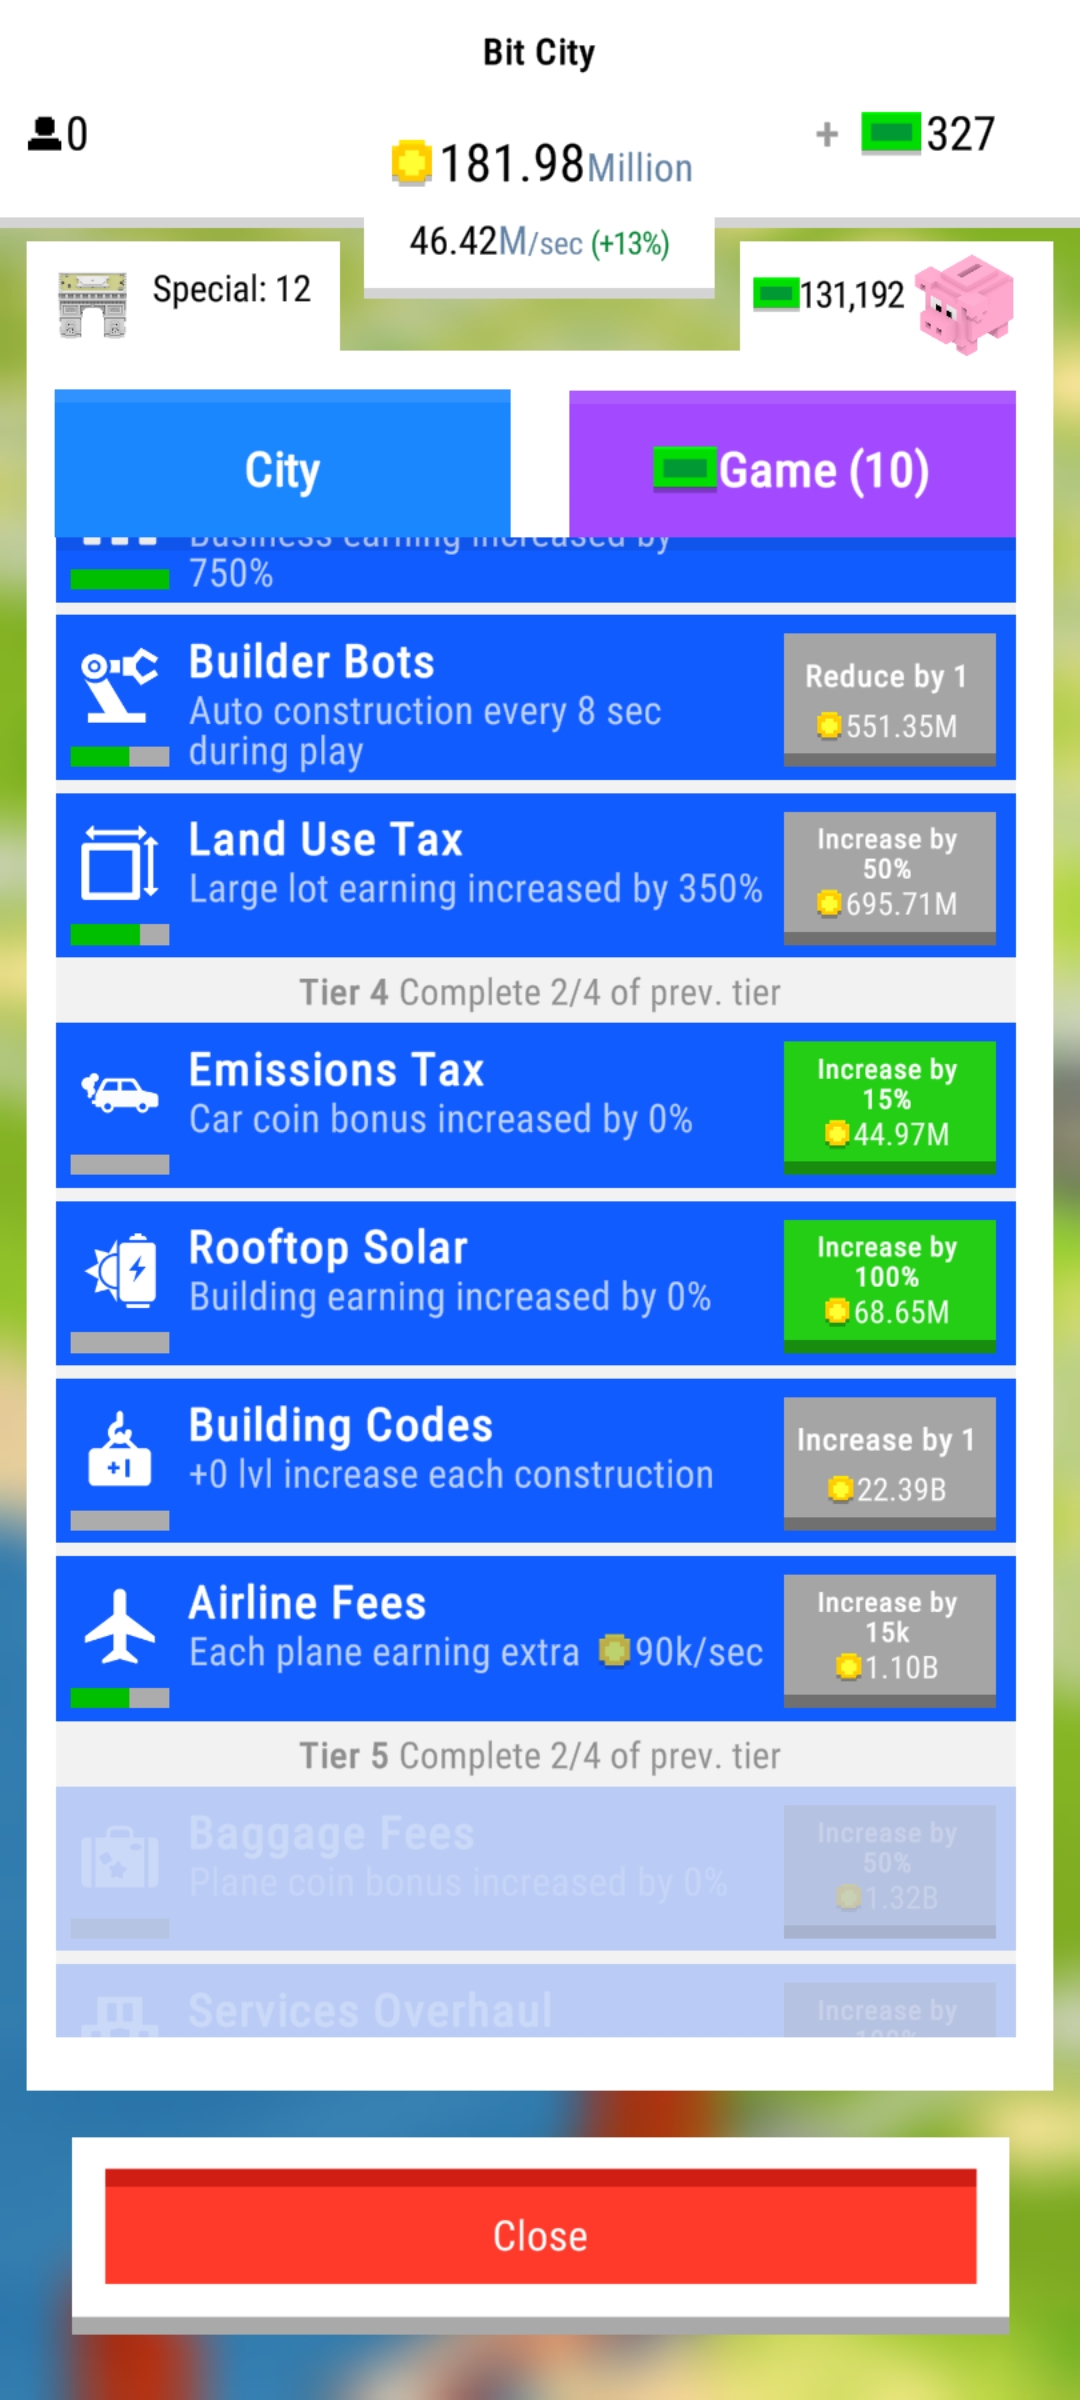 Bit City
0
181.98Million
+ 327
46.42M/sec (+13%)
Special: 12
131,192
City
Game (10)
Business earning increased by
750%
Builder Bots
Auto construction every 8 sec
during play
Reduce by 1
551.35M
Land Use Tax
Large lot earning increased by 350%
Increase by
50%
695.71M
Tier 4 Complete 2/4 of prev. tier
Emissions Tax
Car coin bonus increased by 0%
Increase by
15%
44.97M
Rooftop Solar
Building earning increased by 0%
Increase by
100%
68.65M
Building Codes
+0 lvl increase each construction
+1
Increase by 1
22.39B
Airline Fees
Each plane earning extra 90k/sec
Increase by
15k
1.10B
Tier 5 Complete 2/4 of prev. tier
Baggage Fees
Plane coin bonus increased by 0%
Increase by
50%
1.32B
Services Overhaul
Increase by
100%
Close